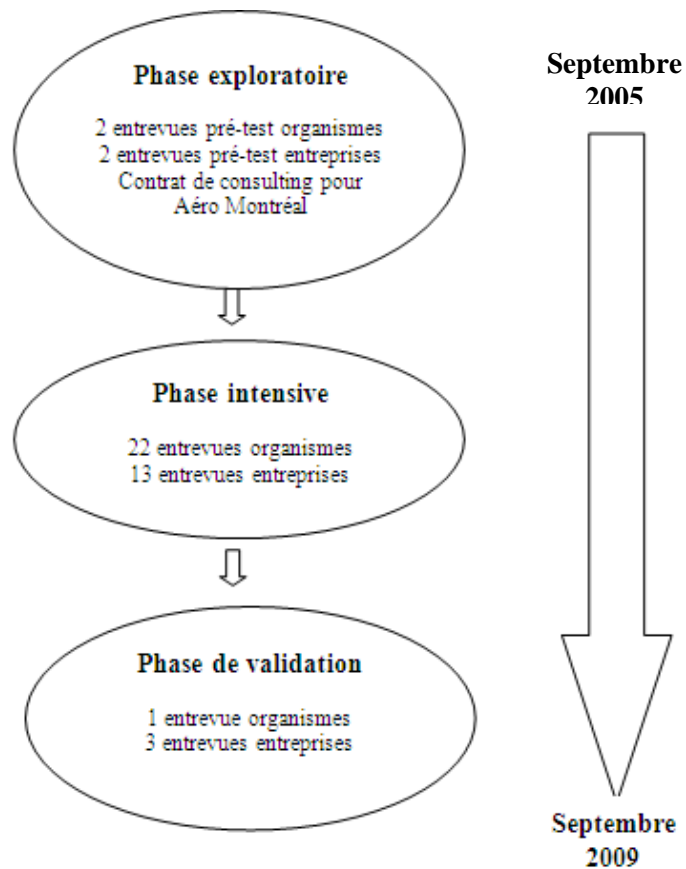 Phase exploratoire
2 entrevues pré-test organismes
2 entrevues pré-test entreprises
Contrat de consulting pour
Aéro Montréal
Septembre
2005
Phase intensive
22 entrevues organismes
13 entrevues entreprises
Phase de validation
1 entrevue organismes
3 entrevues entreprises
Septembre
2009